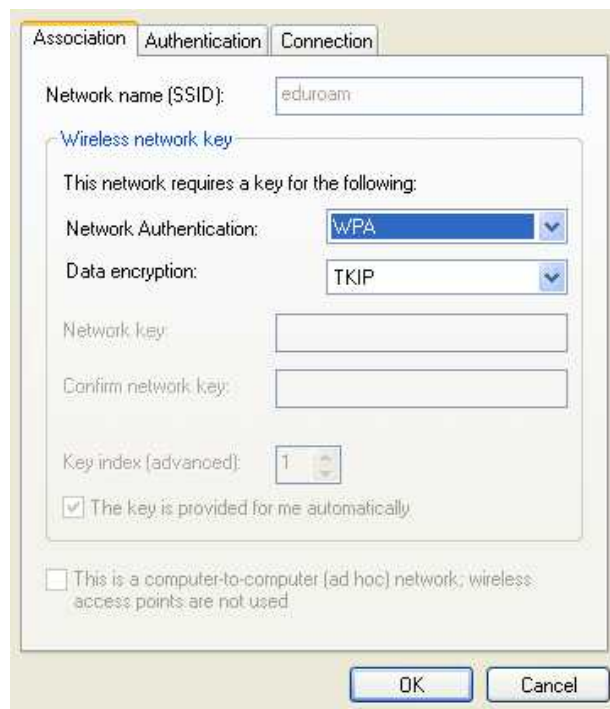 Association Authentication Connection
Network name (SSID): eduroam
Wireless network key
This network requires a key for the following:
Network Authentication: WPA
Data encryption: TKIP
Network key:
Confirm network key:
Key index (advanced): 1
The key is provided for me automatically
This is a computer-to-computer (ad hoc) network; wireless
access points are not used
OK Cancel